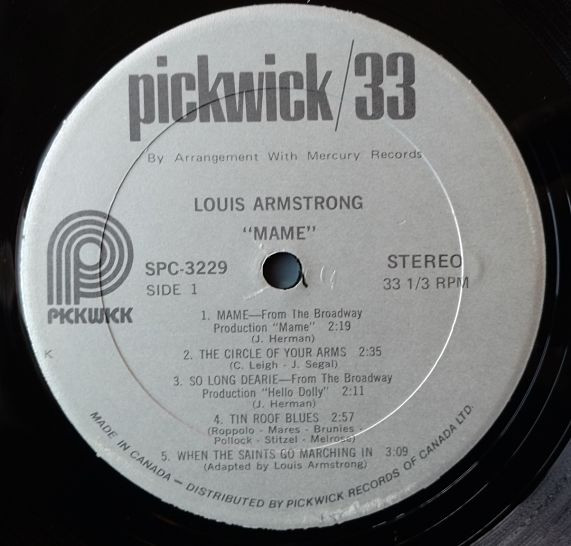 pickwick/33
By Arrangement With Mercury Records
LOUIS ARMSTRONG
"MAME"
PICKWICK
SPC-3229
SIDE 1
STEREO
33 1/3 RPM
1. MAME—From The Broadway
Production "Mame" 2:19
(J. Herman)
2. THE CIRCLE OF YOUR ARMS 2:35
(C. Leigh - J. Segal)
3. SO LONG DEARIE—From The Broadway
Production "Hello Dolly" 2:11
(J. Herman)
4. TIN ROOF BLUES 2:57
(Roppolo - Mares - Brunies -
Pollock - Stitzel - Melrose)
5. WHEN THE SAINTS GO MARCHING IN 3:09
(Adapted by Louis Armstrong)
K
MADE IN CANADA – DISTRIBUTED BY PICKWICK RECORDS OF CANADA LTD.